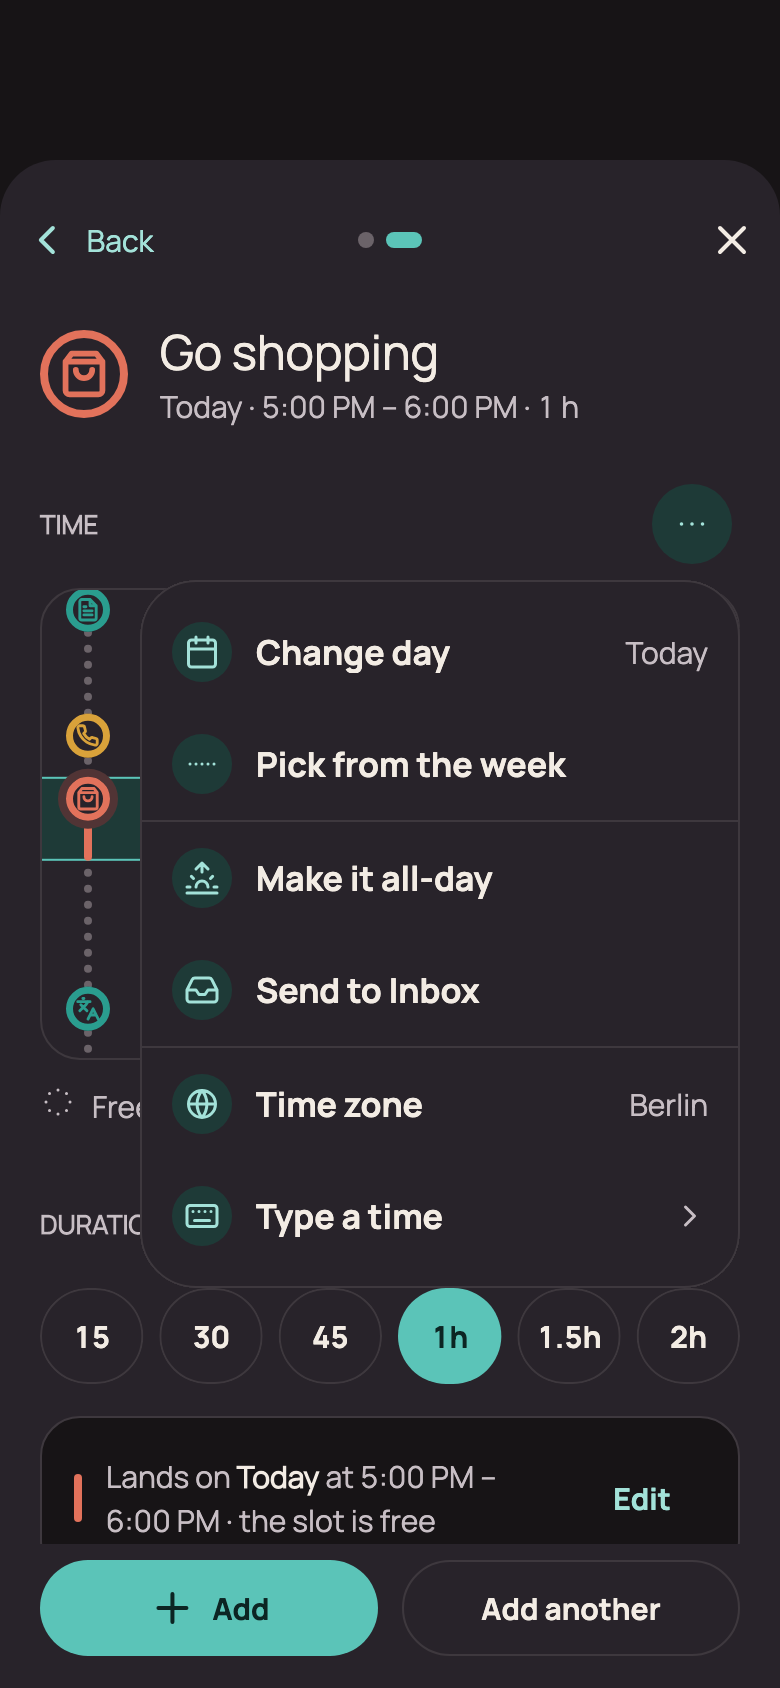 Back
Go shopping
Today · 5:00 PM – 6:00 PM · 1 h
TIME
Change day Today
Pick from the week
Make it all-day
Send to Inbox
Time zone Berlin
Type a time
15 30 45 1h 1.5h 2h
Lands on Today at 5:00 PM –
6:00 PM · the slot is free
Edit
Add
Add another